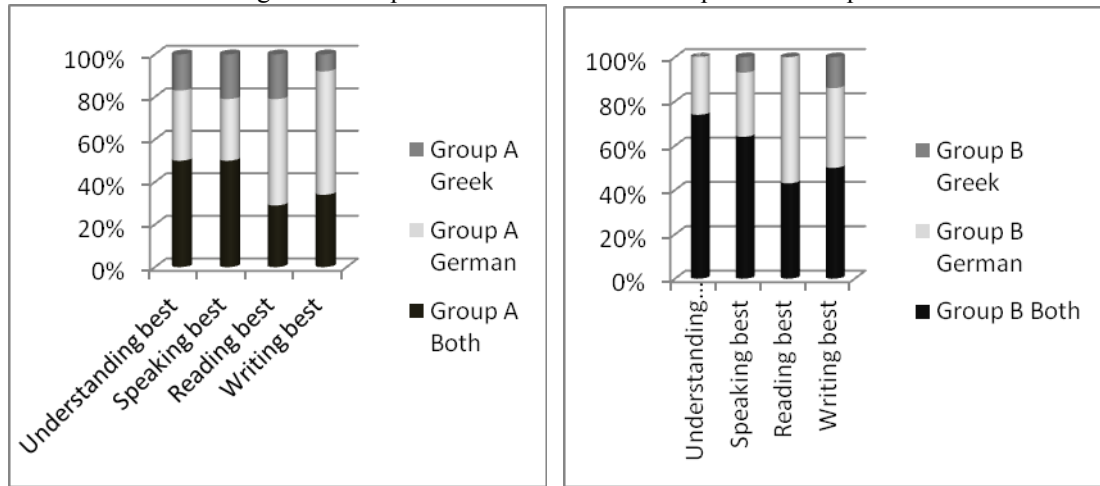 100%
80%
60%
40%
20%
0%
Understanding best
Speaking best
Reading best
Writing best
Group A
Greek
Group A
German
Group A
Both
100%
80%
60%
40%
20%
0%
Understanding...
Speaking best
Reading best
Writing best
Group B
Greek
Group B
German
Group B Both